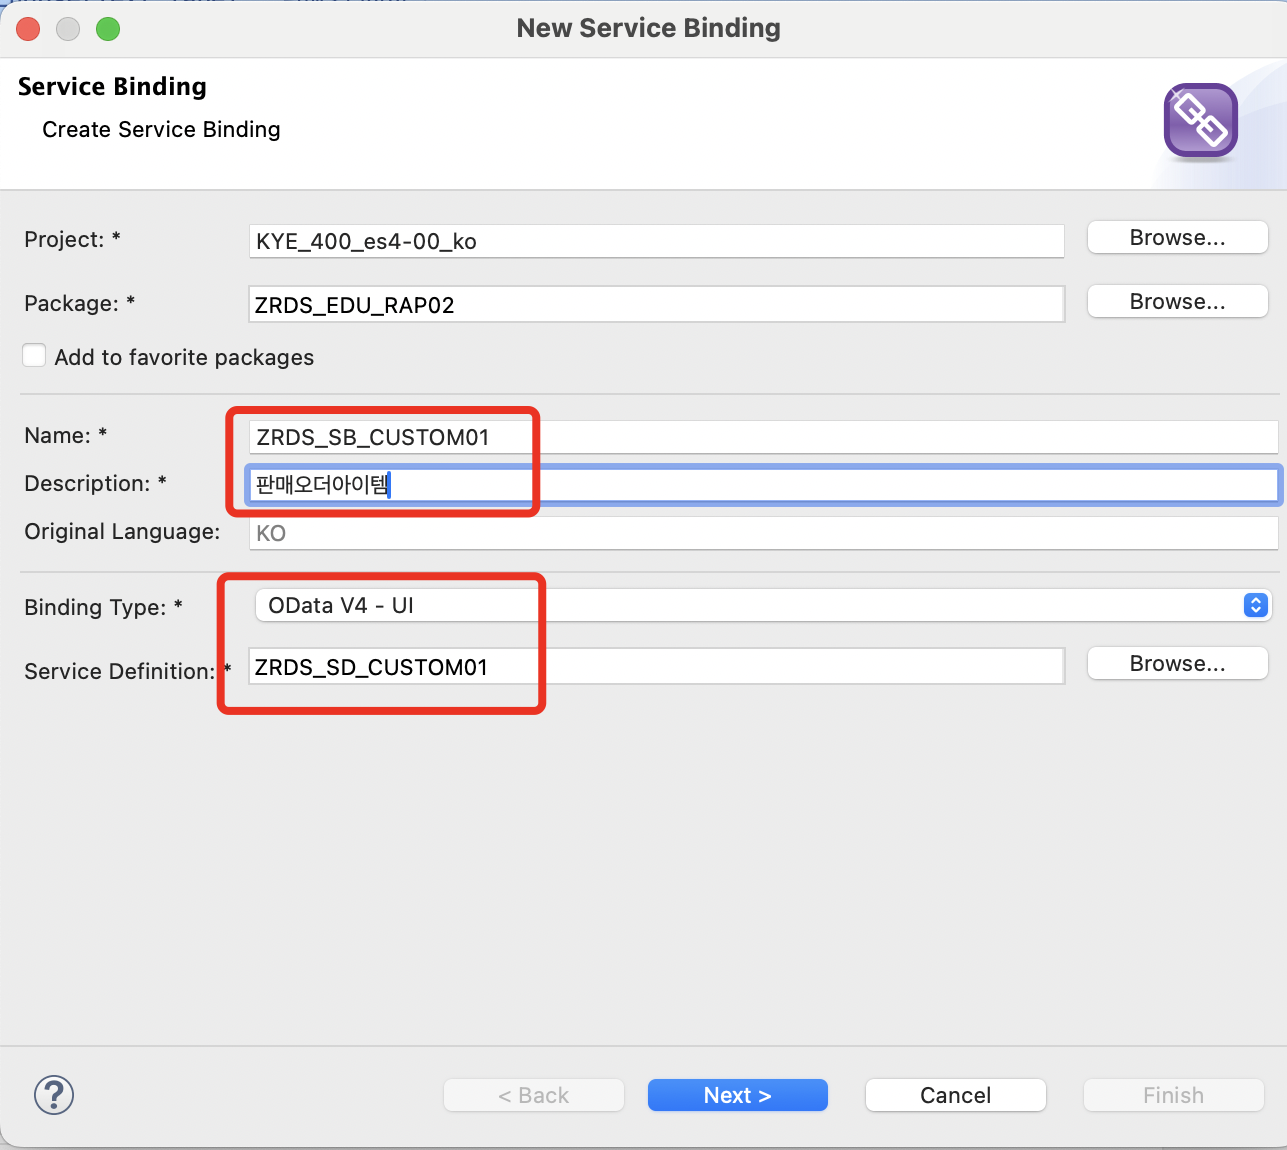 New Service Binding
Service Binding
Create Service Binding
Project: * KYE_400_es4-00_ko Browse...
Package: * ZRDS_EDU_RAP02 Browse...
Add to favorite packages
Name: * ZRDS_SB_CUSTOM01
Description: * 판매오더아이템
Original Language: KO
Binding Type: * OData V4 - UI
Service Definition: * ZRDS_SD_CUSTOM01 Browse...
? < Back Next > Cancel Finish